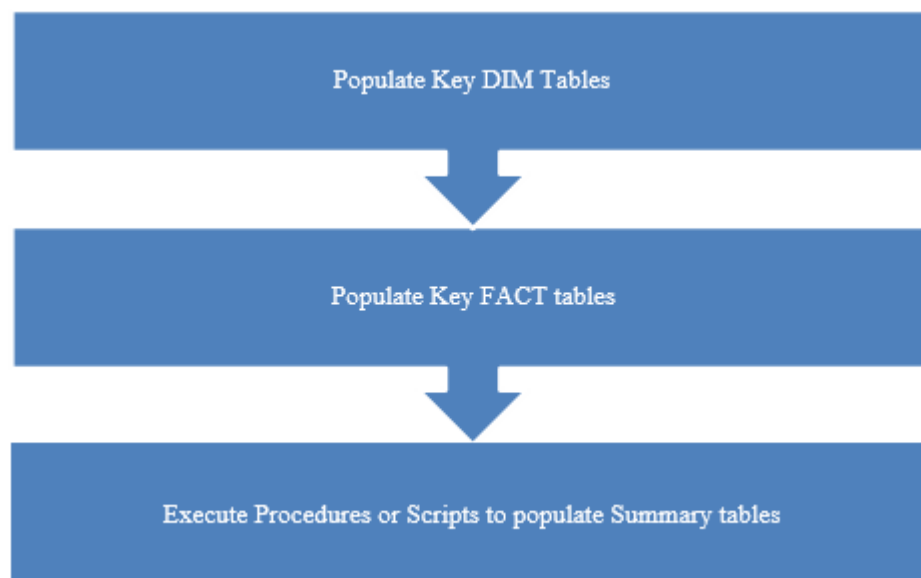 Populate Key DIM Tables
Populate Key FACT tables
Execute Procedures or Scripts to populate Summary tables